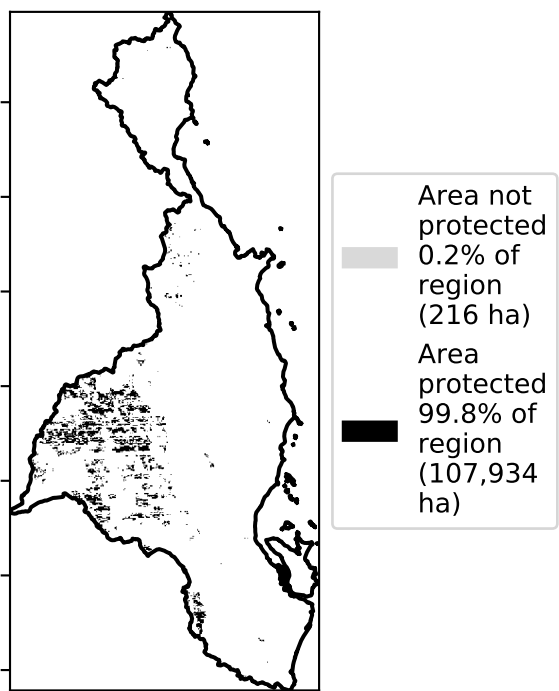 Area not
protected
0.2% of
region
(216 ha)
Area
protected
99.8% of
region
(107,934
ha)